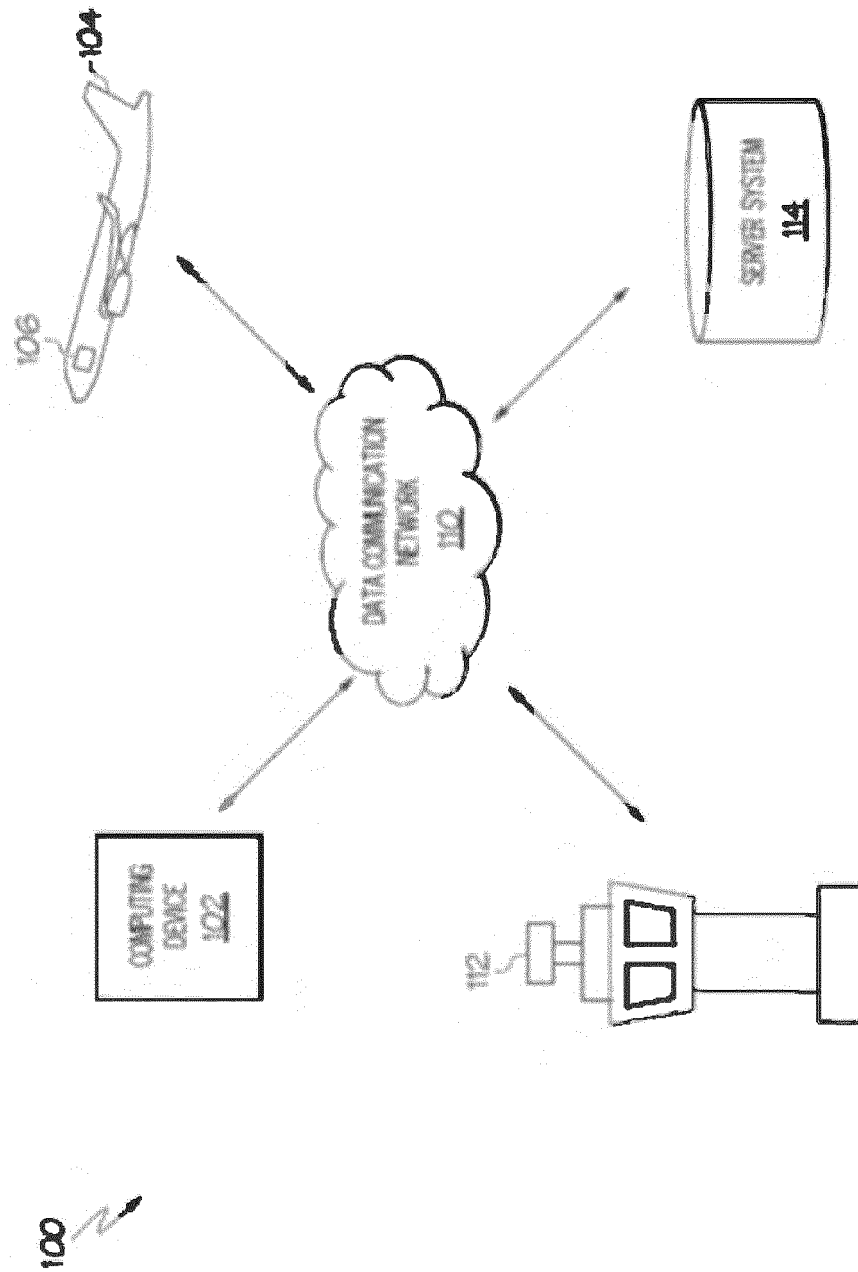 100
106
104
COMPUTING
DEVICE
102
DATA COMMUNICATION
NETWORK
110
112
SERVER SYSTEM
114